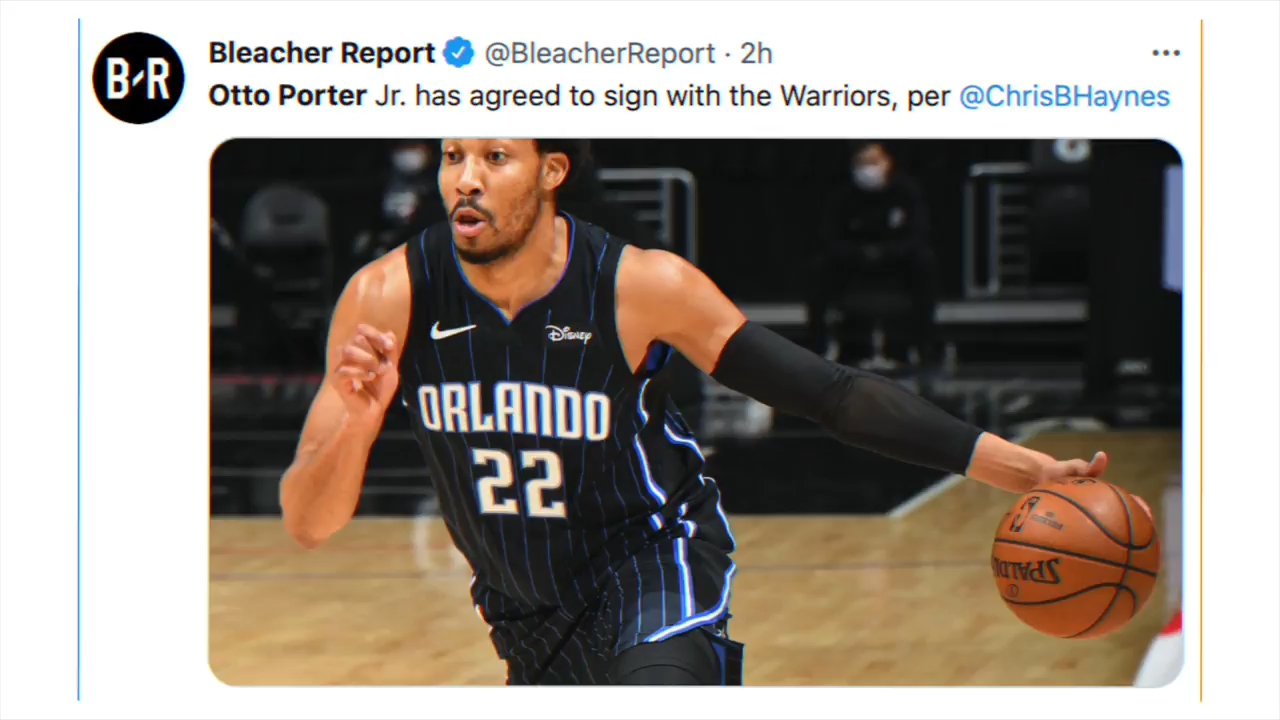 B/R
Bleacher Report @BleacherReport · 2h
Otto Porter Jr. has agreed to sign with the Warriors, per @ChrisBHaynes
Disney
ORLANDO
22
SPALDING